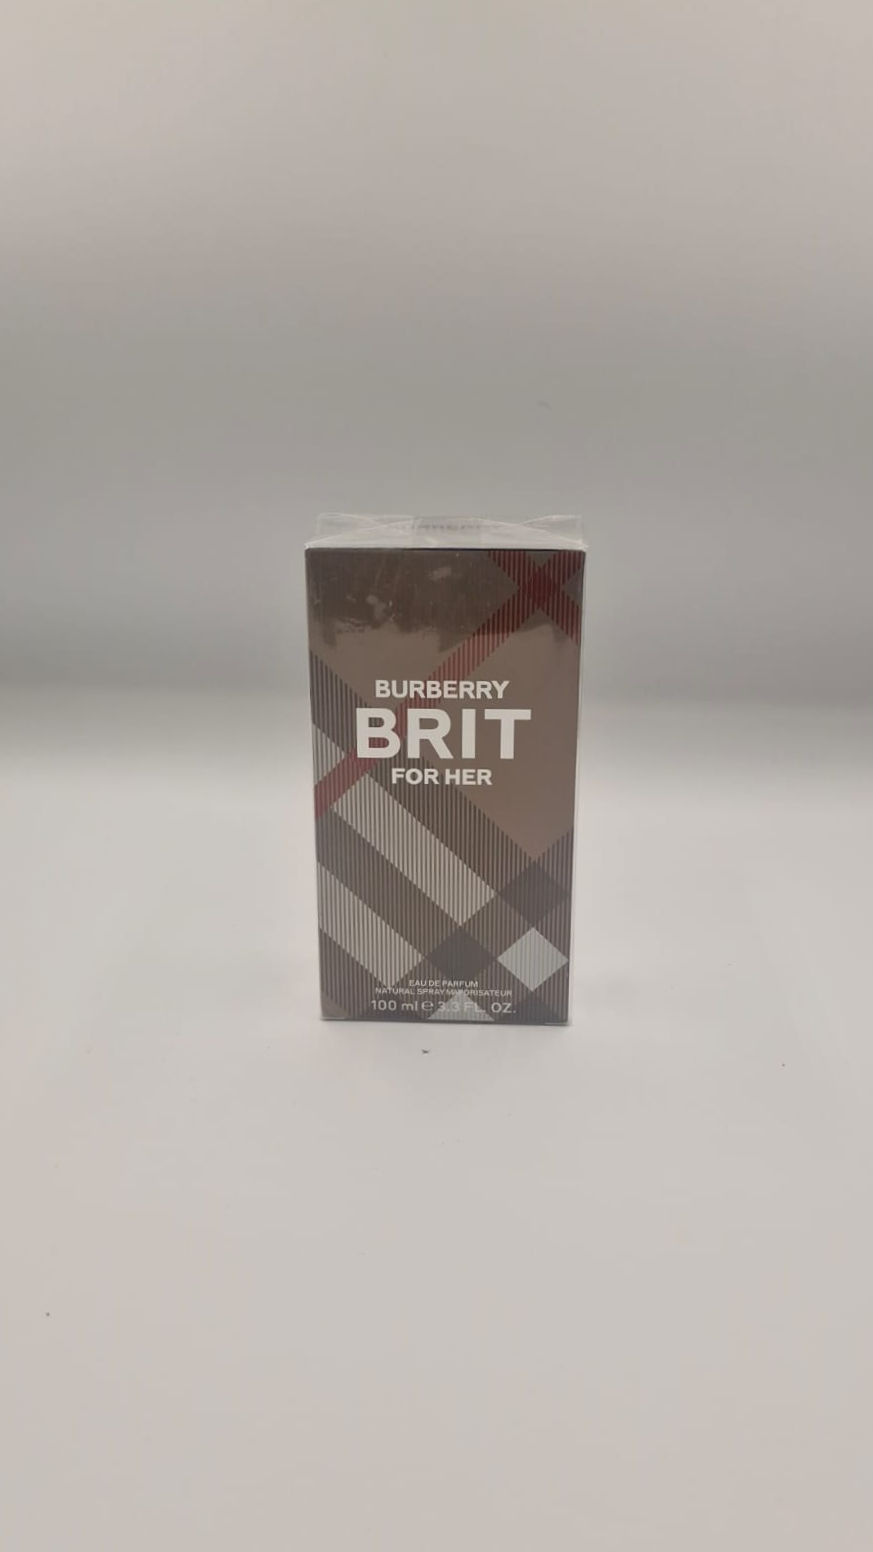 BURBERRY
BRIT
FOR HER
EAU DE PARFUM
NATURAL SPRAY VAPORISATEUR
100 ml ℮ 3.3 FL. OZ.